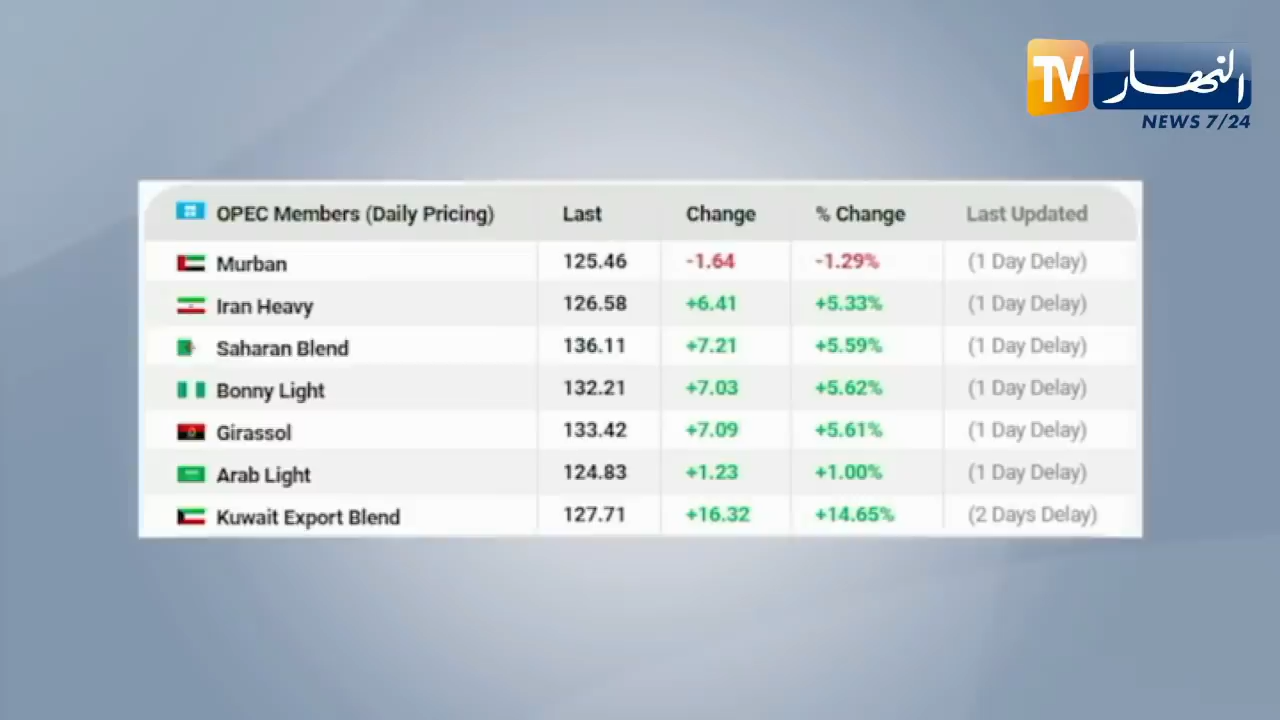 TV النهار
NEWS 7/24
OPEC Members (Daily Pricing) Last Change % Change Last Updated
Murban 125.46 -1.64 -1.29% (1 Day Delay)
Iran Heavy 126.58 +6.41 +5.33% (1 Day Delay)
Saharan Blend 136.11 +7.21 +5.59% (1 Day Delay)
Bonny Light 132.21 +7.03 +5.62% (1 Day Delay)
Girassol 133.42 +7.09 +5.61% (1 Day Delay)
Arab Light 124.83 +1.23 +1.00% (1 Day Delay)
Kuwait Export Blend 127.71 +16.32 +14.65% (2 Days Delay)